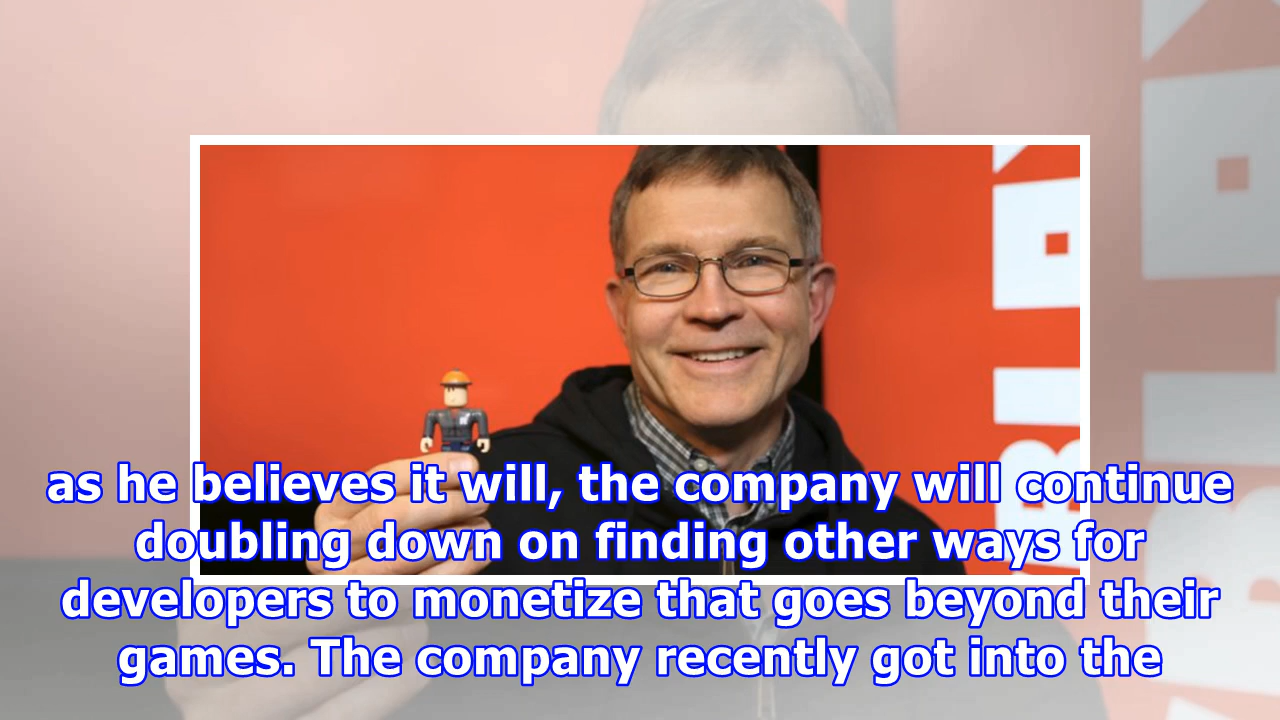 as he believes it will, the company will continue
doubling down on finding other ways for
developers to monetize that goes beyond their
games. The company recently got into the